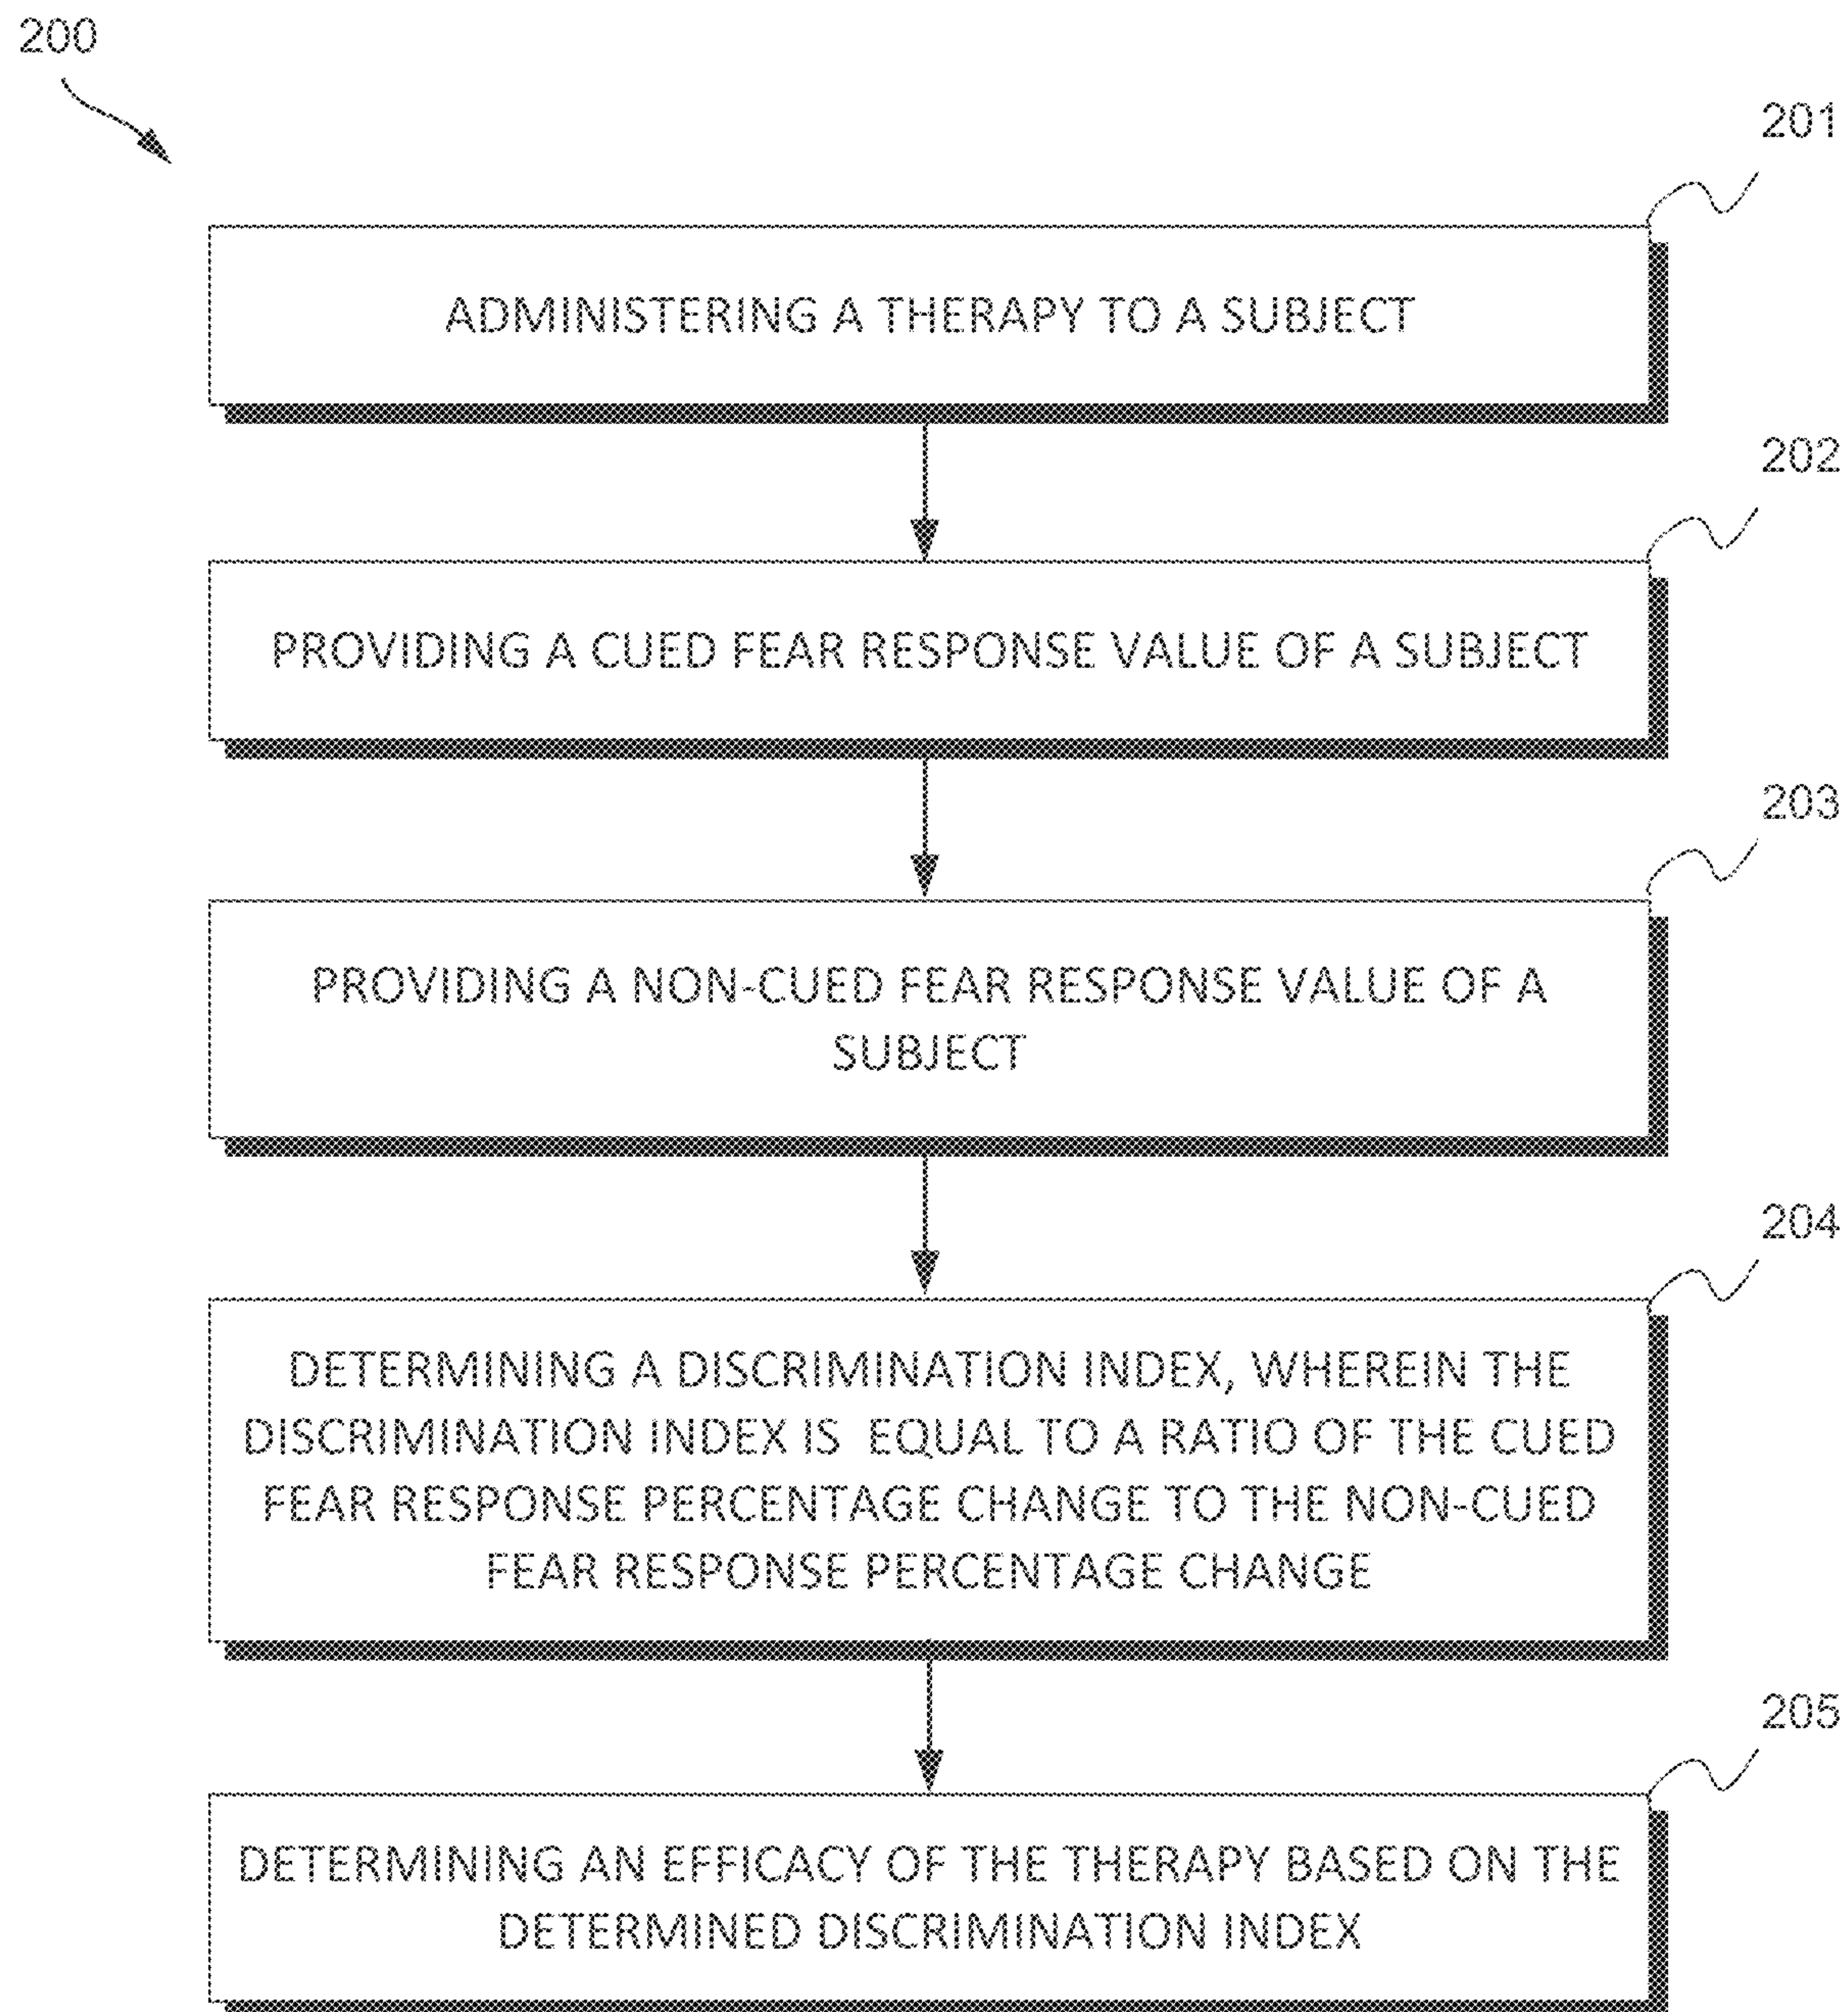 200
201
ADMINISTERING A THERAPY TO A SUBJECT
202
PROVIDING A CUED FEAR RESPONSE VALUE OF A SUBJECT
203
PROVIDING A NON-CUED FEAR RESPONSE VALUE OF A
SUBJECT
204
DETERMINING A DISCRIMINATION INDEX, WHEREIN THE
DISCRIMINATION INDEX IS EQUAL TO A RATIO OF THE CUED
FEAR RESPONSE PERCENTAGE CHANGE TO THE NON-CUED
FEAR RESPONSE PERCENTAGE CHANGE
205
DETERMINING AN EFFICACY OF THE THERAPY BASED ON THE
DETERMINED DISCRIMINATION INDEX